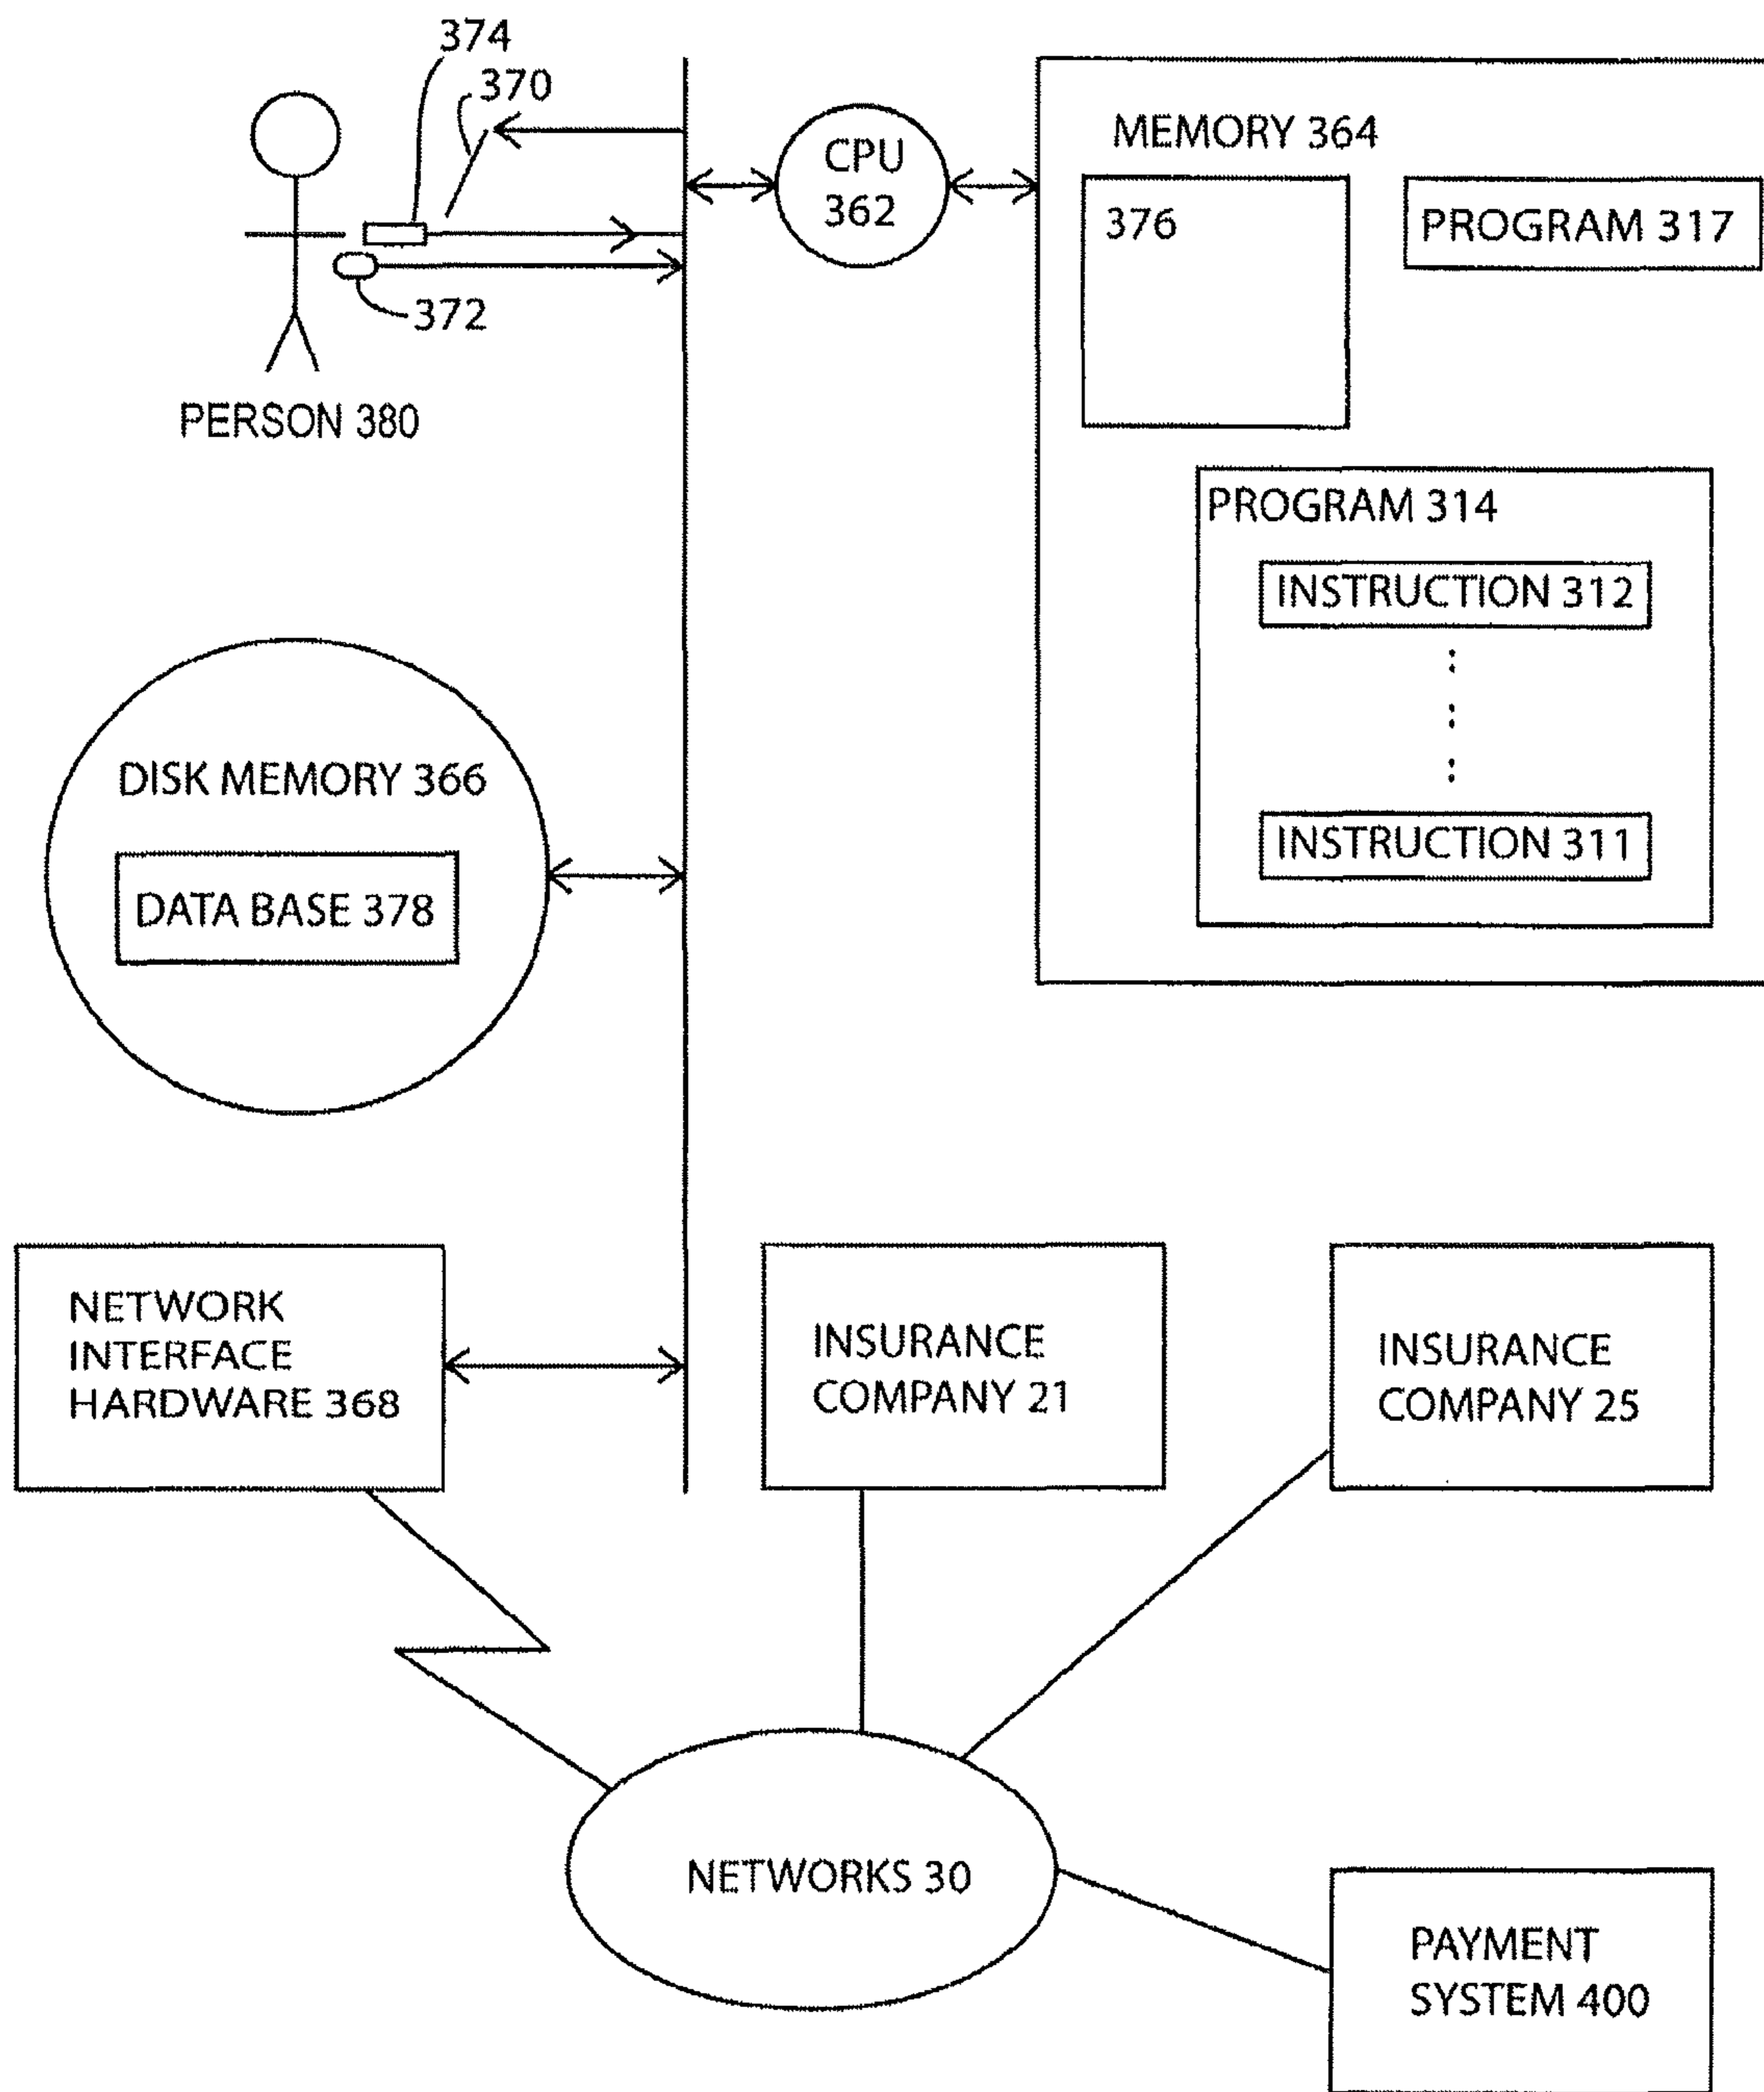 374
370
372
PERSON 380
CPU
362
MEMORY 364
376
PROGRAM 317
PROGRAM 314
INSTRUCTION 312
INSTRUCTION 311
DISK MEMORY 366
DATA BASE 378
NETWORK
INTERFACE
HARDWARE 368
INSURANCE
COMPANY 21
INSURANCE
COMPANY 25
NETWORKS 30
PAYMENT
SYSTEM 400